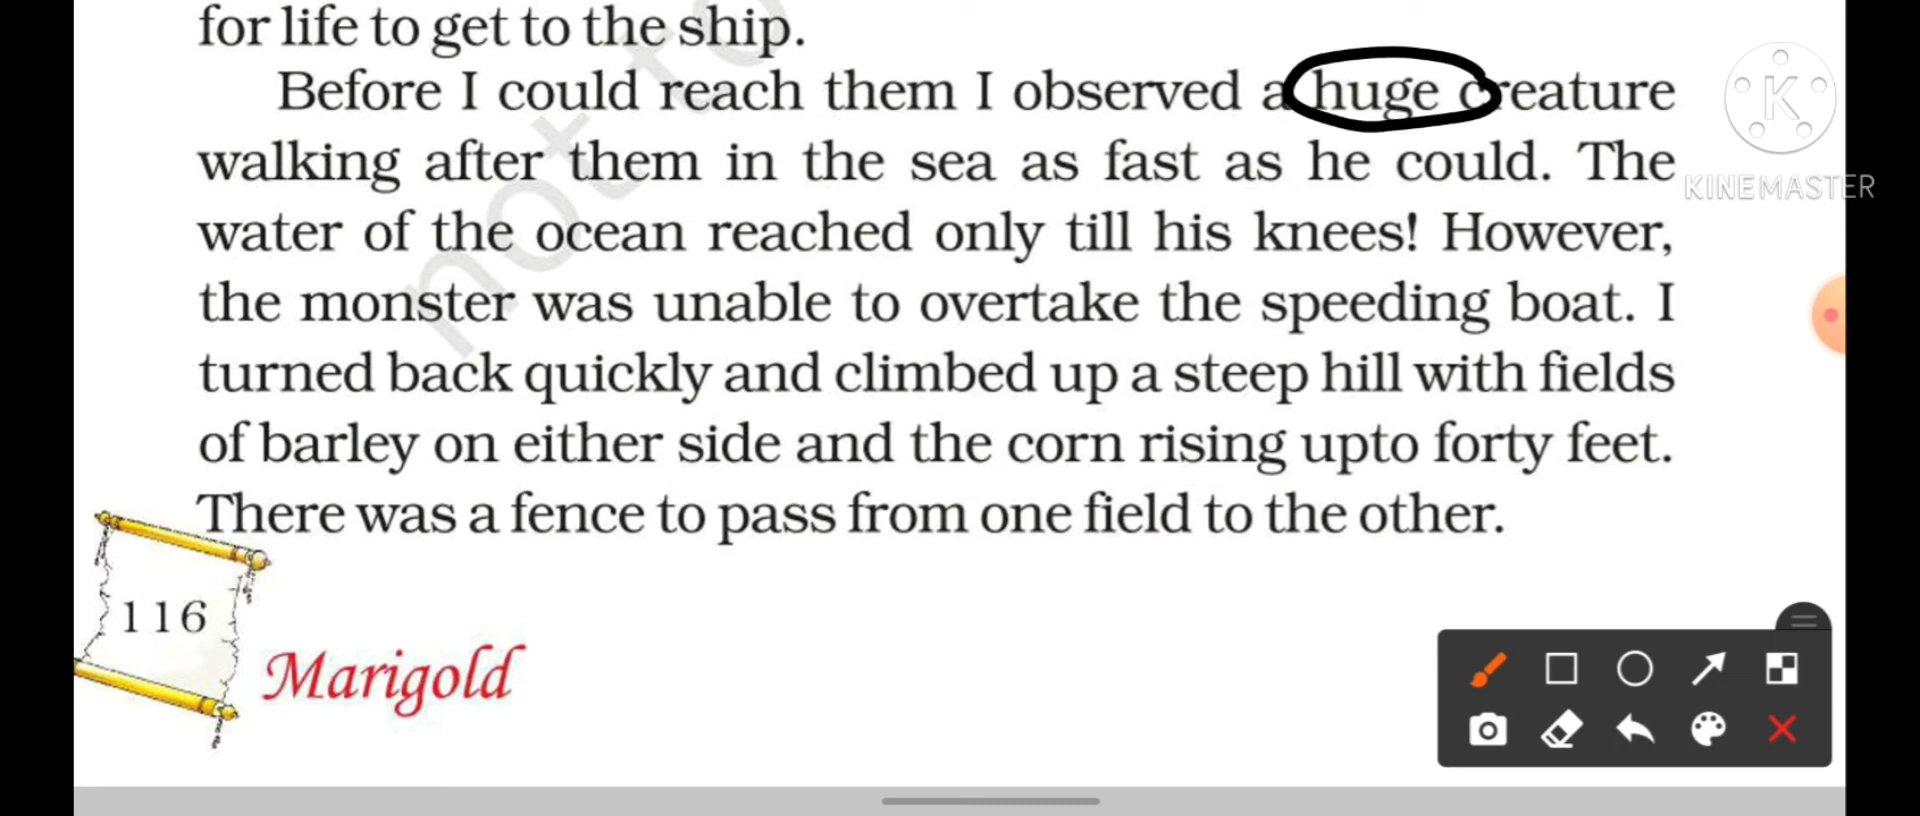 for life to get to the ship.
Before I could reach them I observed a huge creature
walking after them in the sea as fast as he could. The
water of the ocean reached only till his knees! However,
the monster was unable to overtake the speeding boat. I
turned back quickly and climbed up a steep hill with fields
of barley on either side and the corn rising upto forty feet.
There was a fence to pass from one field to the other.
116
Marigold
not to
K
KINEMASTER